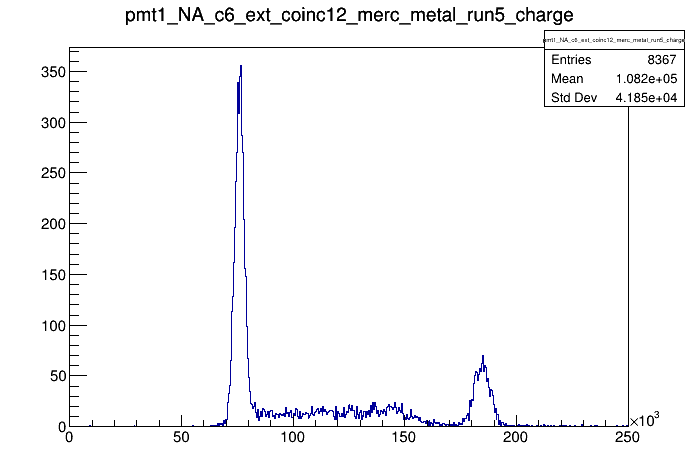 pmt1_NA_c6_ext_coinc12_merc_metal_run5_charge
pmt1_NA_c6_ext_coinc12_merc_metal_run5_charge
Entries 8367
Mean 1.082e+05
Std Dev 4.185e+04
350
300
250
200
150
100
50
0
0 50 100 150 200 250
×10³